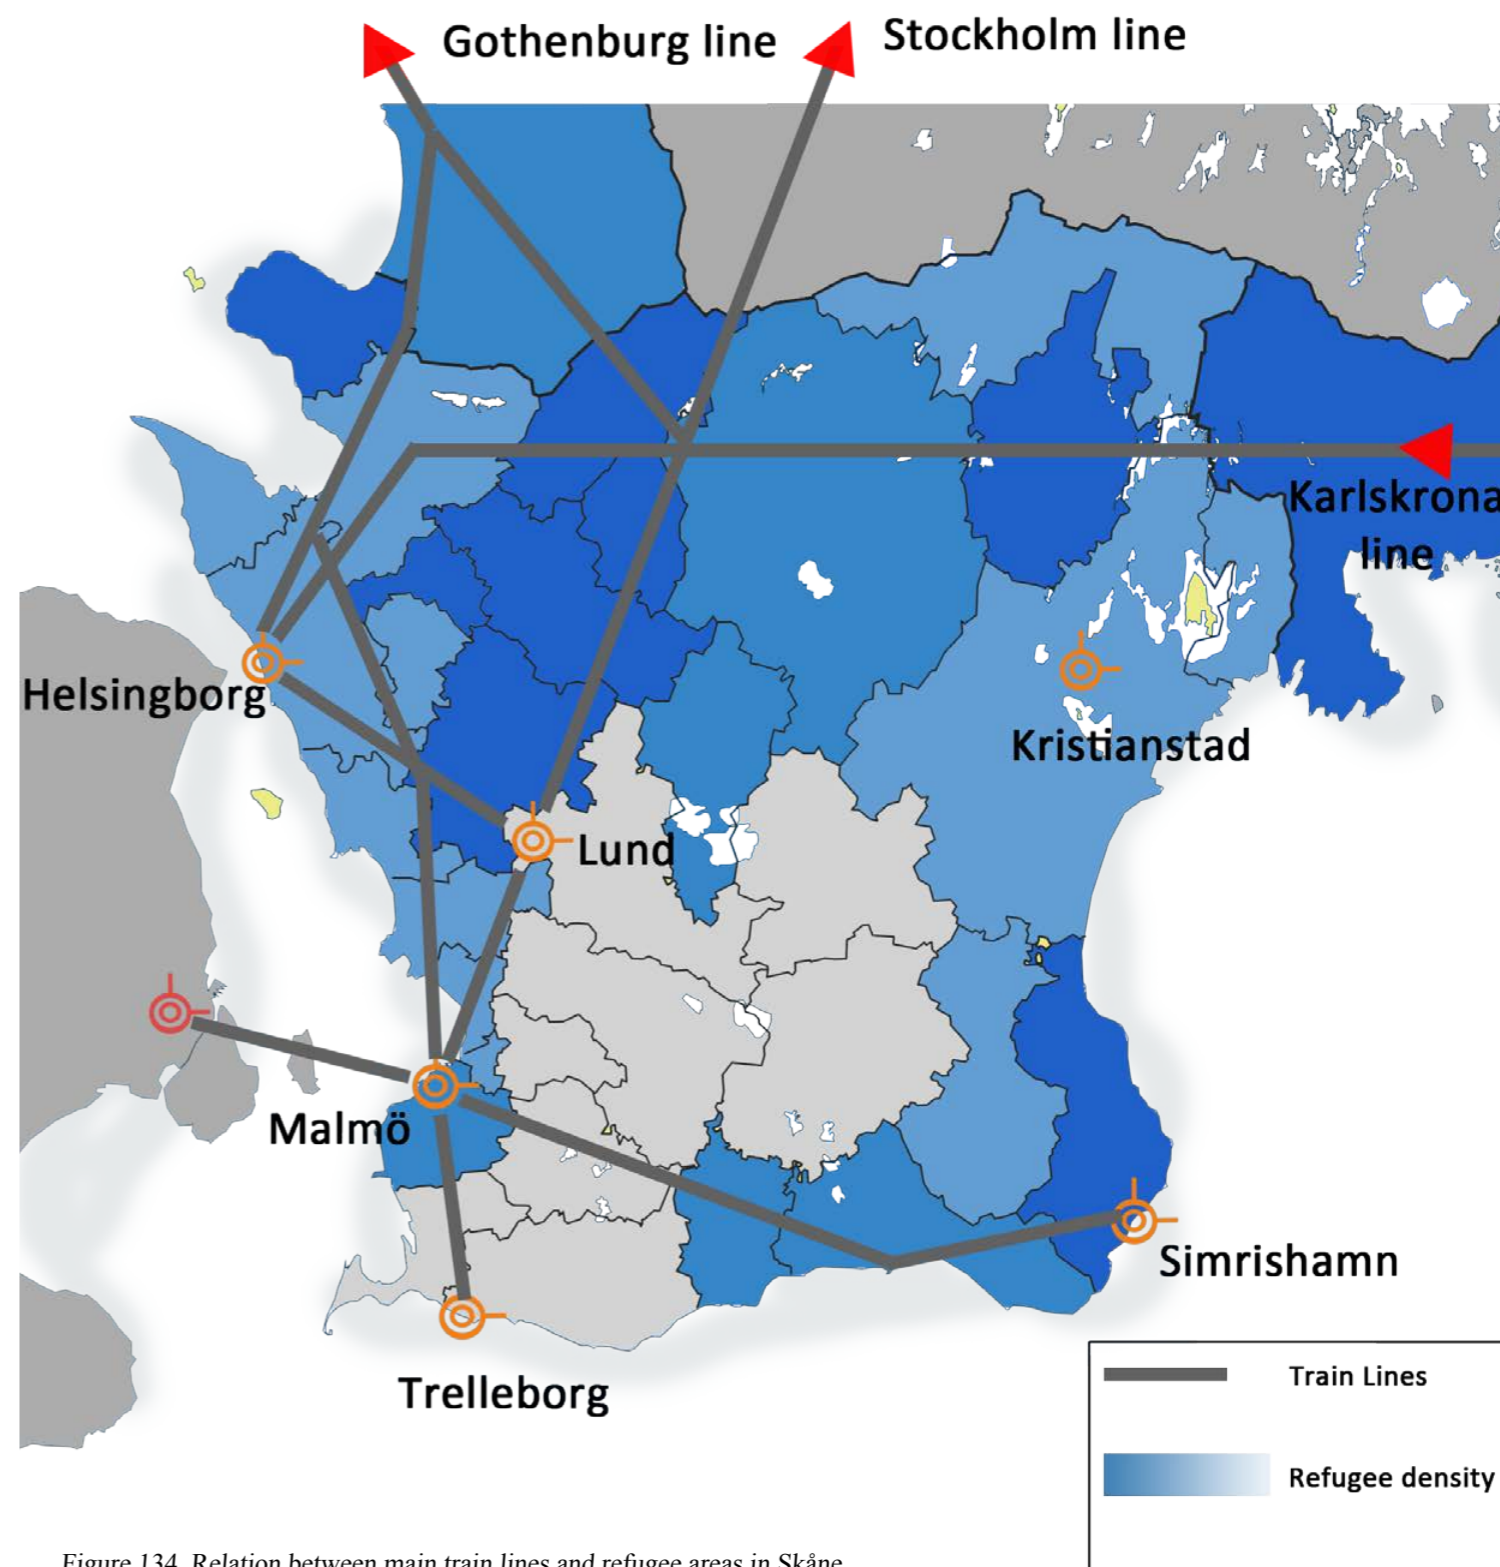 Gothenburg line
Stockholm line
Karlskrona
line
Helsingborg
Kristianstad
Lund
Malmö
Simrishamn
Trelleborg
Train Lines
Refugee density
Figure 134. Relation between main train lines and refugee areas in Skåne